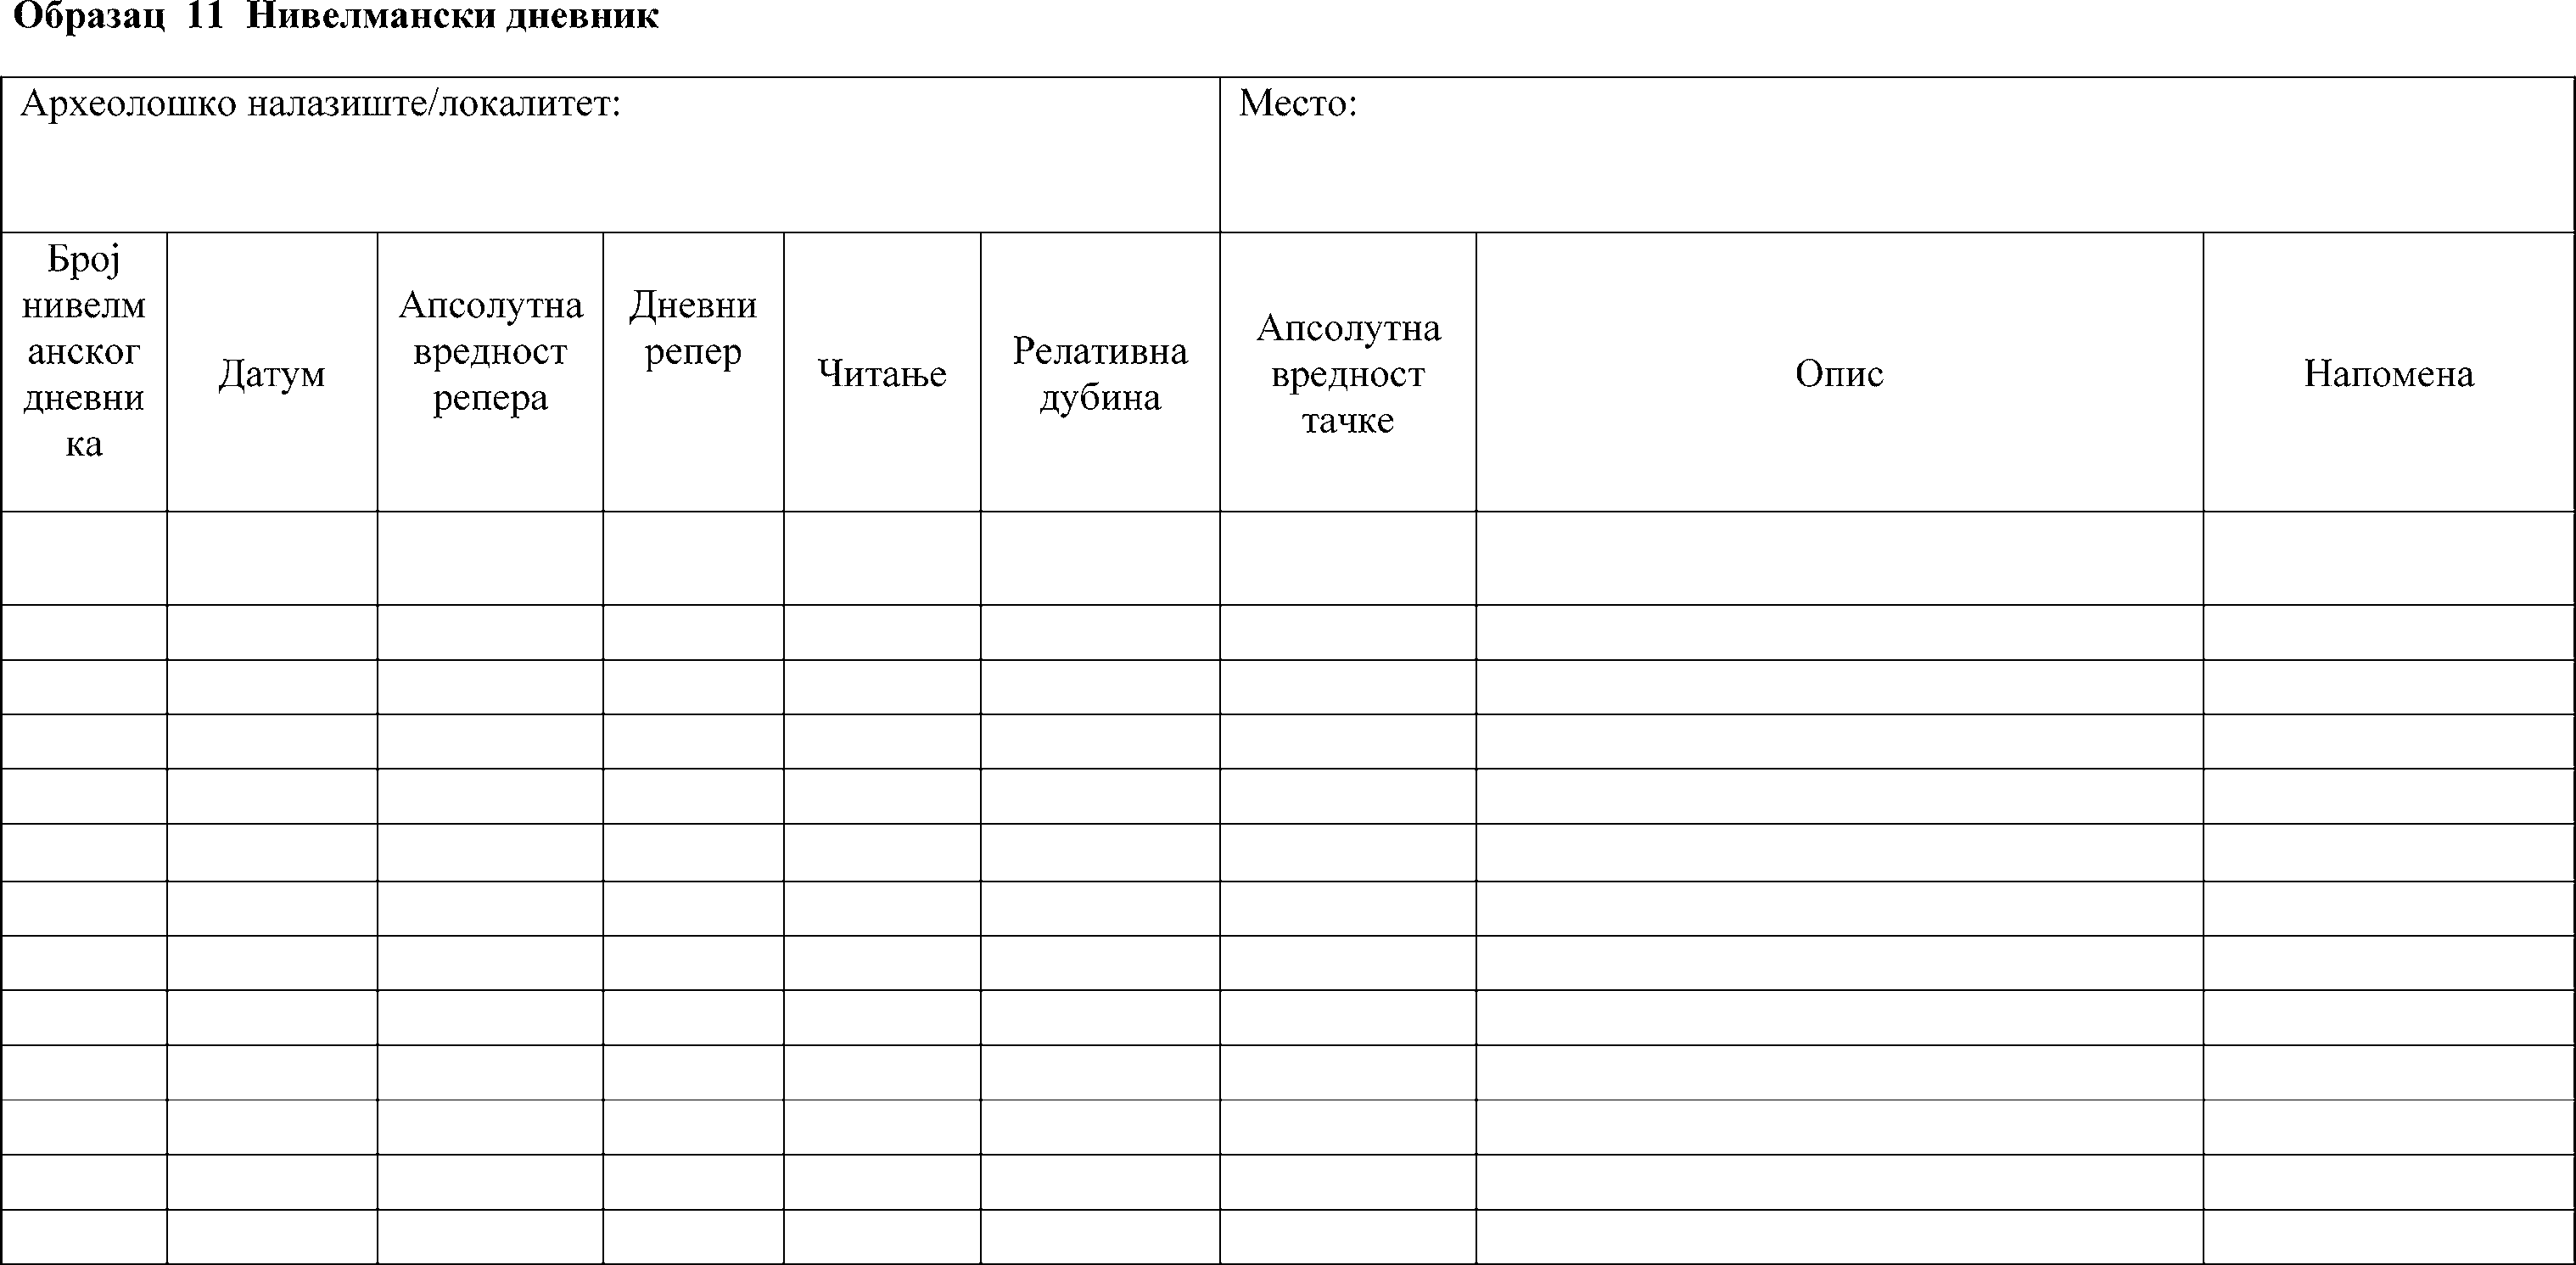 Образац 11 Нивелмански дневник
Археолошко налазиште/локалитет:
Место:
Број
нивелм
анског
дневни
ка
Датум
Апсолутна
вредност
репера
Дневни
репер
Читање
Релативна
дубина
Апсолутна
вредност
тачке
Опис
Напомена